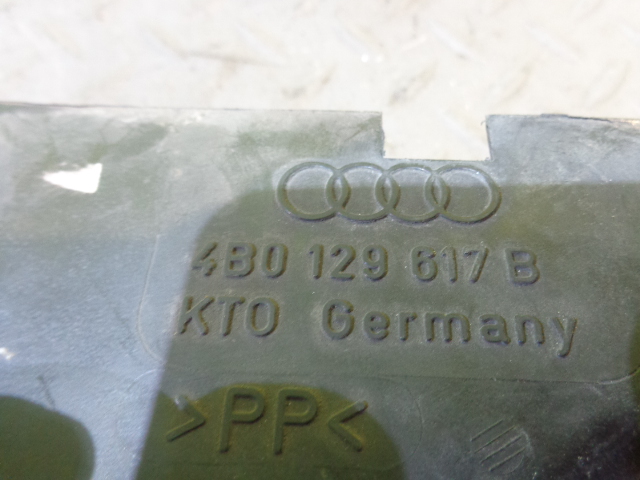 4B0 129 617 B
KTO Germany
>PP<